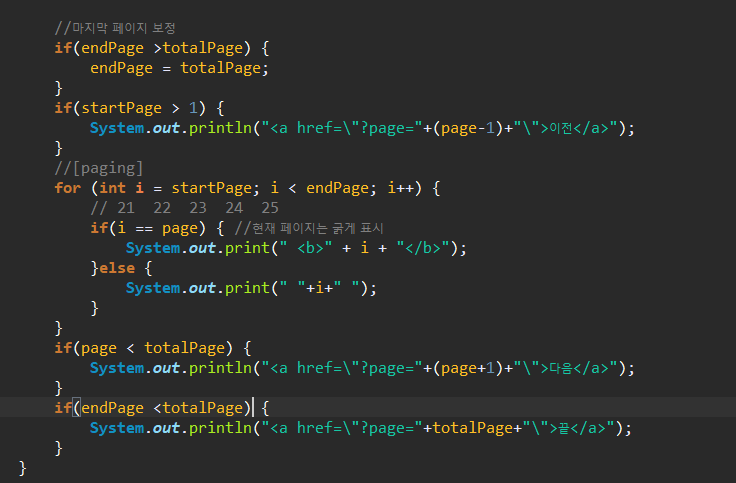 //마지막 페이지 보정
if(endPage >totalPage) {
endPage = totalPage;
}
if(startPage > 1) {
System.out.println("<a href=\"?page="+(page-1)+"\">이전</a>");
}
//[paging]
for (int i = startPage; i < endPage; i++) {
// 21  22  23  24  25
if(i == page) { //현재 페이지는 굵게 표시
System.out.print(" <b>" + i + "</b>");
}else {
System.out.print(" "+i+" ");
}
}
if(page < totalPage) {
System.out.println("<a href=\"?page="+(page+1)+"\">다음</a>");
}
if(endPage <totalPage) {
System.out.println("<a href=\"?page="+totalPage+"\">끝</a>");
}
}